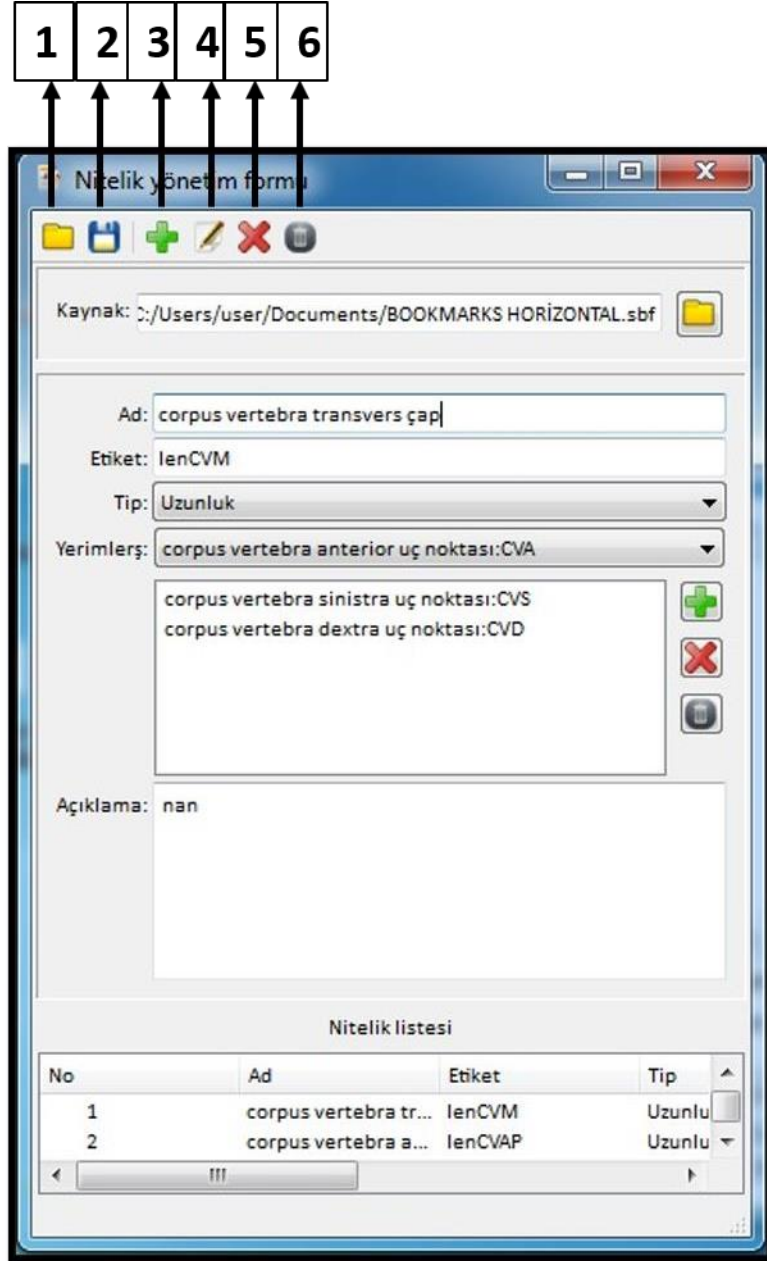 1 2 3 4 5 6
Nitelik yönetim formu
Kaynak: C:/Users/user/Documents/BOOKMARKS HORİZONTAL.sbf
Ad: corpus vertebra transvers çap
Etiket: lenCVM
Tip: Uzunluk
Yerimlerş: corpus vertebra anterior uç noktası:CVA
corpus vertebra sinistra uç noktası:CVS
corpus vertebra dextra uç noktası:CVD
Açıklama: nan
Nitelik listesi
No Ad Etiket Tip
1 corpus vertebra tr... lenCVM Uzunlu
2 corpus vertebra a... lenCVAP Uzunlu